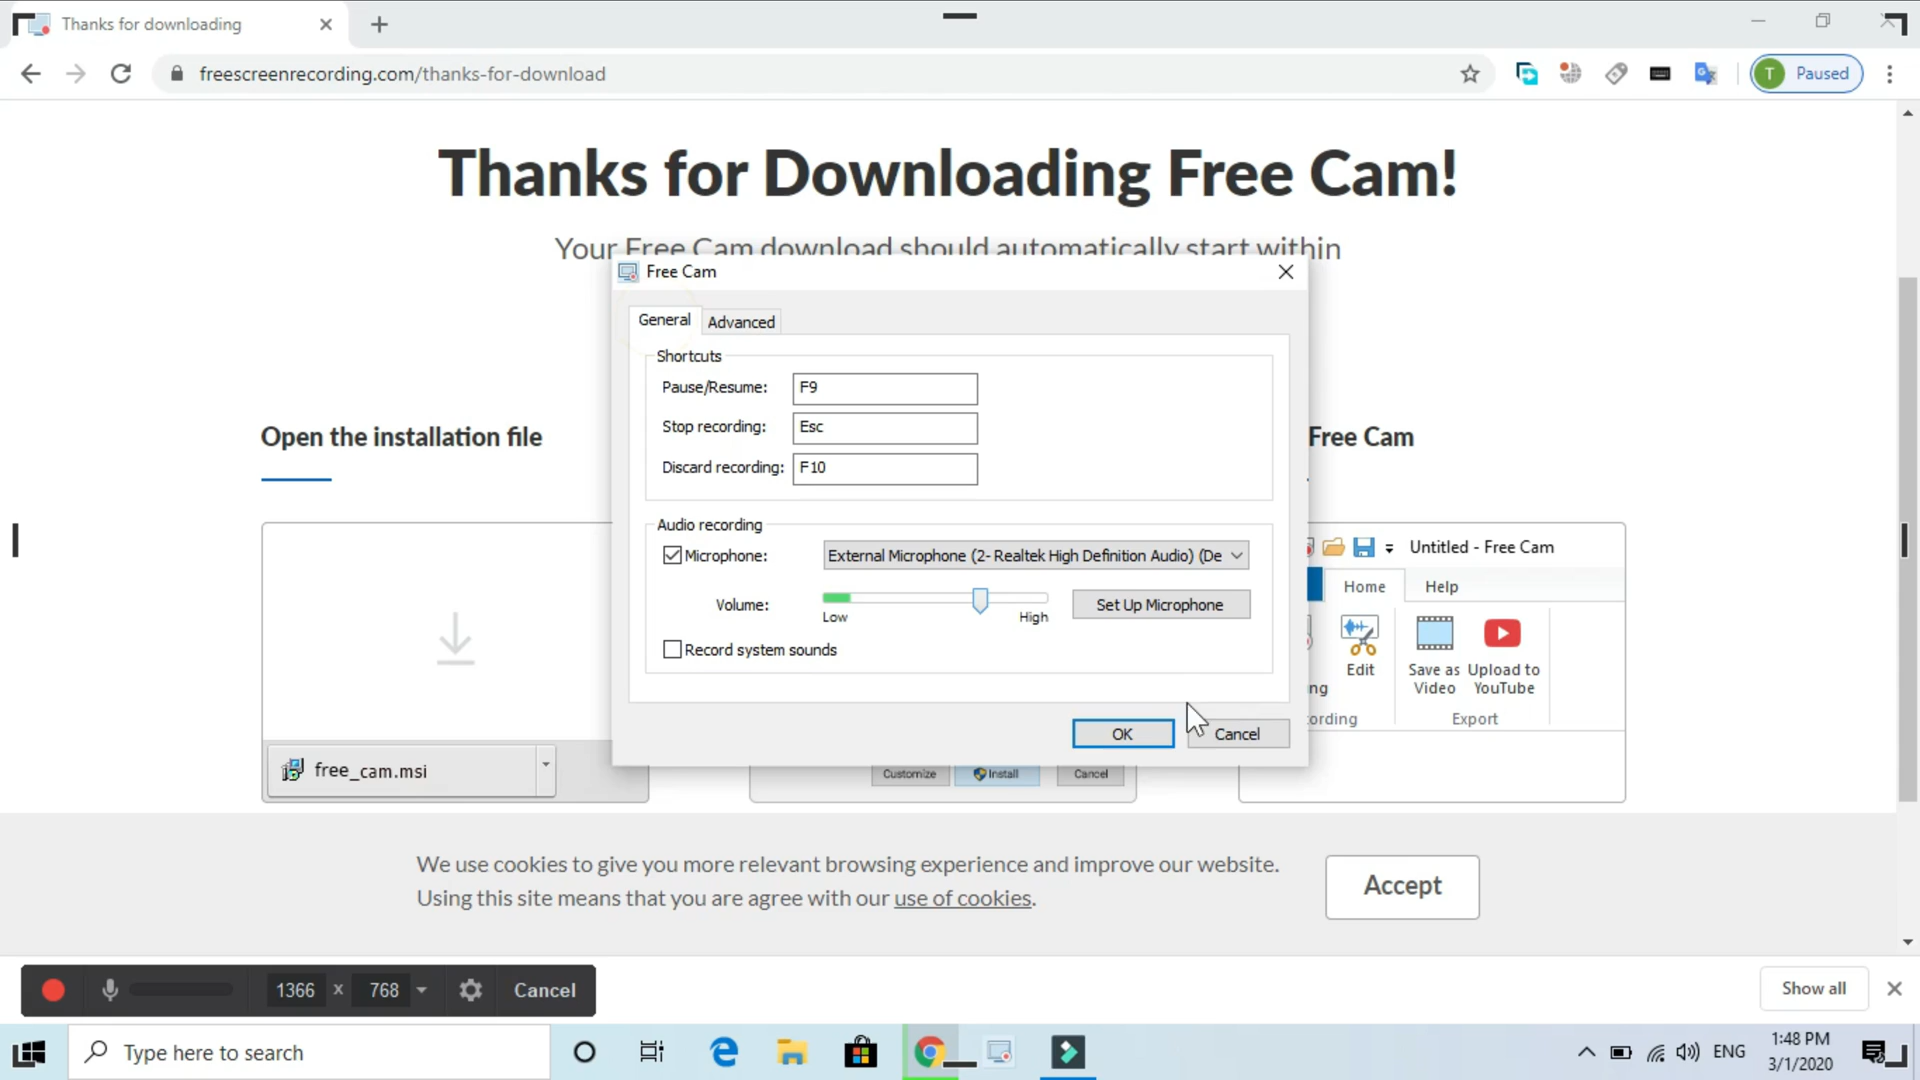 Thanks for downloading
freescreenrecording.com/thanks-for-download
T
Paused
Thanks for Downloading Free Cam!
Your Free Cam download should automatically start within
Free Cam
General
Advanced
Shortcuts
Pause/Resume:
F9
Stop recording:
Esc
Discard recording:
F10
Audio recording
Microphone:
External Microphone (2- Realtek High Definition Audio) (De
Volume:
Low
High
Set Up Microphone
Record system sounds
OK
Cancel
Open the installation file
free_cam.msi
Customize
Install
Cancel
Free Cam
Untitled - Free Cam
Home
Help
Edit
Save as
Video
Upload to
YouTube
ng
ording
Export
We use cookies to give you more relevant browsing experience and improve our website.
Using this site means that you are agree with our use of cookies.
Accept
1366 x 768
Cancel
Show all
Type here to search
ENG
1:48 PM
3/1/2020